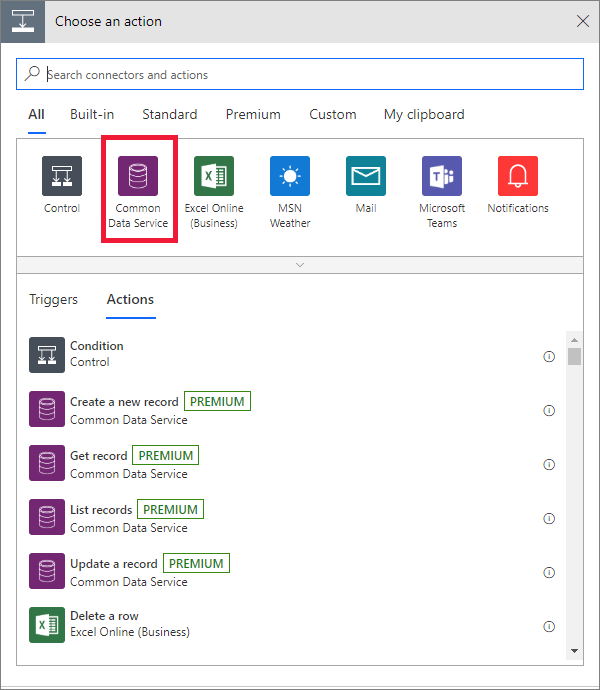 Choose an action
Search connectors and actions
All Built-in Standard Premium Custom My clipboard
Control
Common
Data Service
Excel Online
(Business)
MSN
Weather
Mail
Microsoft
Teams
Notifications
Triggers Actions
Condition
Control
Create a new record PREMIUM
Common Data Service
Get record PREMIUM
Common Data Service
List records PREMIUM
Common Data Service
Update a record PREMIUM
Common Data Service
Delete a row
Excel Online (Business)